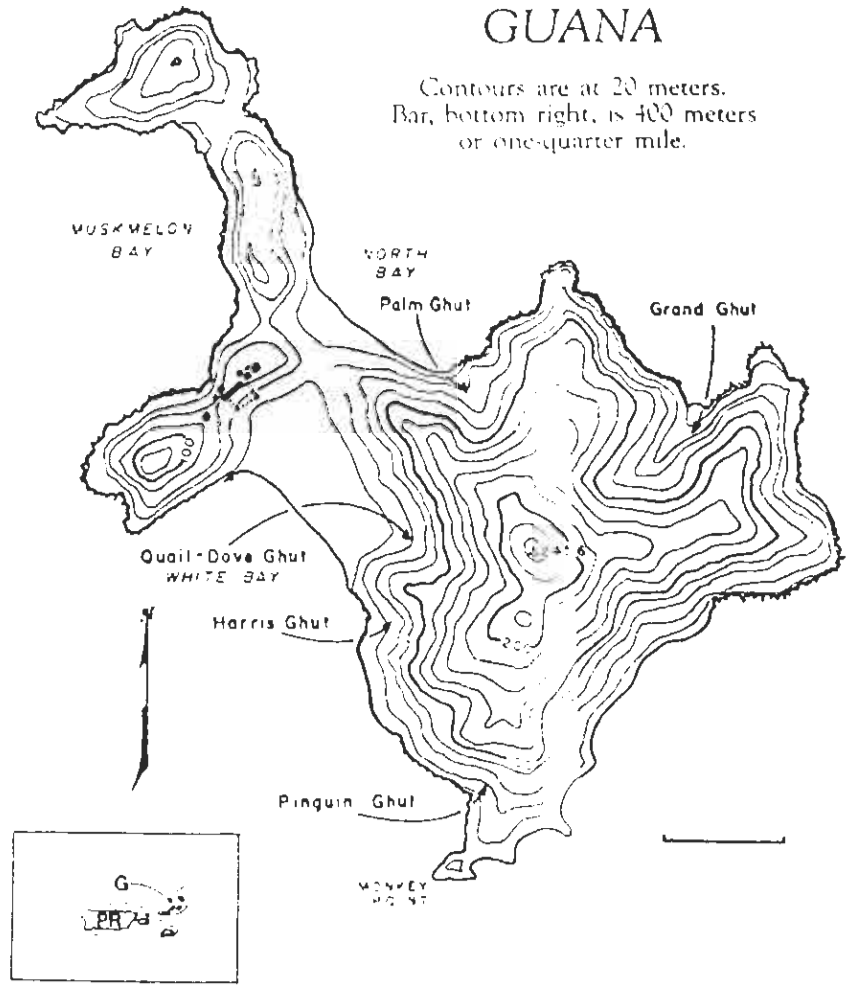 GUANA
Contours are at 20 meters.
Bar, bottom right, is 400 meters
or one-quarter mile.
MUSKMELON
BAY
NORTH
BAY
Palm Ghut
Grand Ghut
100
Quail-Dove Ghut
WHITE BAY
Harris Ghut
200
Pinguin Ghut
MONKEY
POINT
G
PR